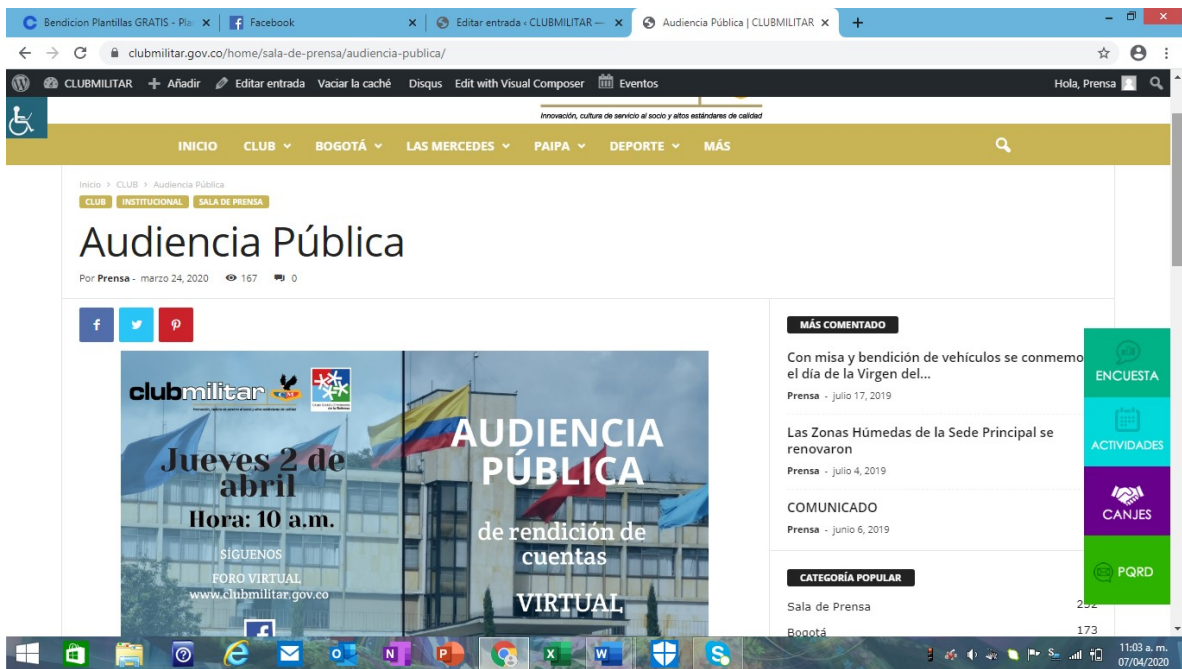 Bendicion Plantillas GRATIS - Pla
Facebook
Editar entrada ‹ CLUBMILITAR —
Audiencia Pública | CLUBMILITAR
clubmilitar.gov.co/home/sala-de-prensa/audiencia-publica/
CLUBMILITAR Añadir Editar entrada Vaciar la caché Disqus Edit with Visual Composer Eventos Hola, Prensa
Innovación, cultura de servicio al socio y altos estándares de calidad
INICIO CLUB BOGOTÁ LAS MERCEDES PAIPA DEPORTE MÁS
Inicio > CLUB > Audiencia Pública
CLUB INSTITUCIONAL SALA DE PRENSA
Audiencia Pública
Por Prensa - marzo 24, 2020 167 0
clubmilitar
Jueves 2 de
abril
Hora: 10 a.m.
SÍGUENOS
FORO VIRTUAL
www.clubmilitar.gov.co
AUDIENCIA
PÚBLICA
de rendición de
cuentas
VIRTUAL
MÁS COMENTADO
Con misa y bendición de vehículos se conmemo
el día de la Virgen del...
Prensa - julio 17, 2019
Las Zonas Húmedas de la Sede Principal se
renovaron
Prensa - julio 4, 2019
COMUNICADO
Prensa - junio 6, 2019
CATEGORÍA POPULAR
Sala de Prensa
Bogotá 173
ENCUESTA
ACTIVIDADES
CANJES
PQRD
11:03 a. m.
07/04/2020